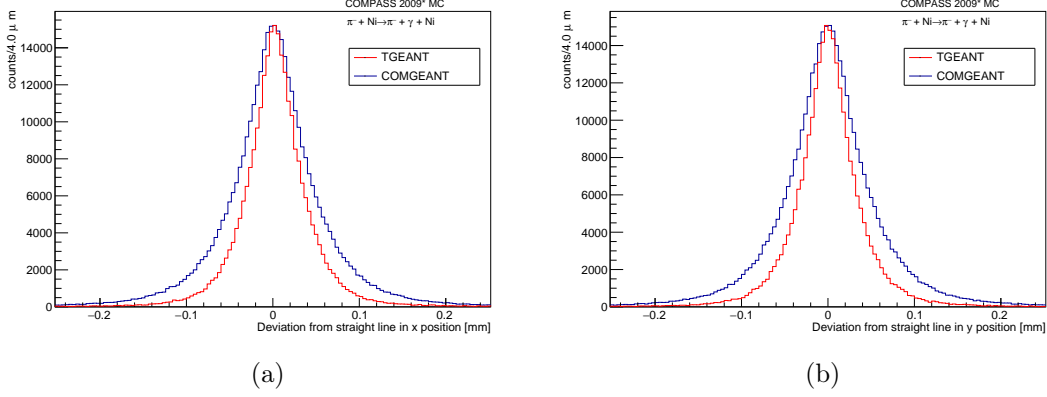 COMPASS 2009* MC
π⁻ + Ni→π⁻ + γ + Ni
counts/4.0 μ m
TGEANT
COMGEANT
14000
12000
10000
8000
6000
4000
2000
0
−0.2 −0.1 0 0.1 0.2
Deviation from straight line in x position [mm]
(a)
COMPASS 2009* MC
π⁻ + Ni→π⁻ + γ + Ni
counts/4.0 μ m
TGEANT
COMGEANT
14000
12000
10000
8000
6000
4000
2000
0
−0.2 −0.1 0 0.1 0.2
Deviation from straight line in y position [mm]
(b)